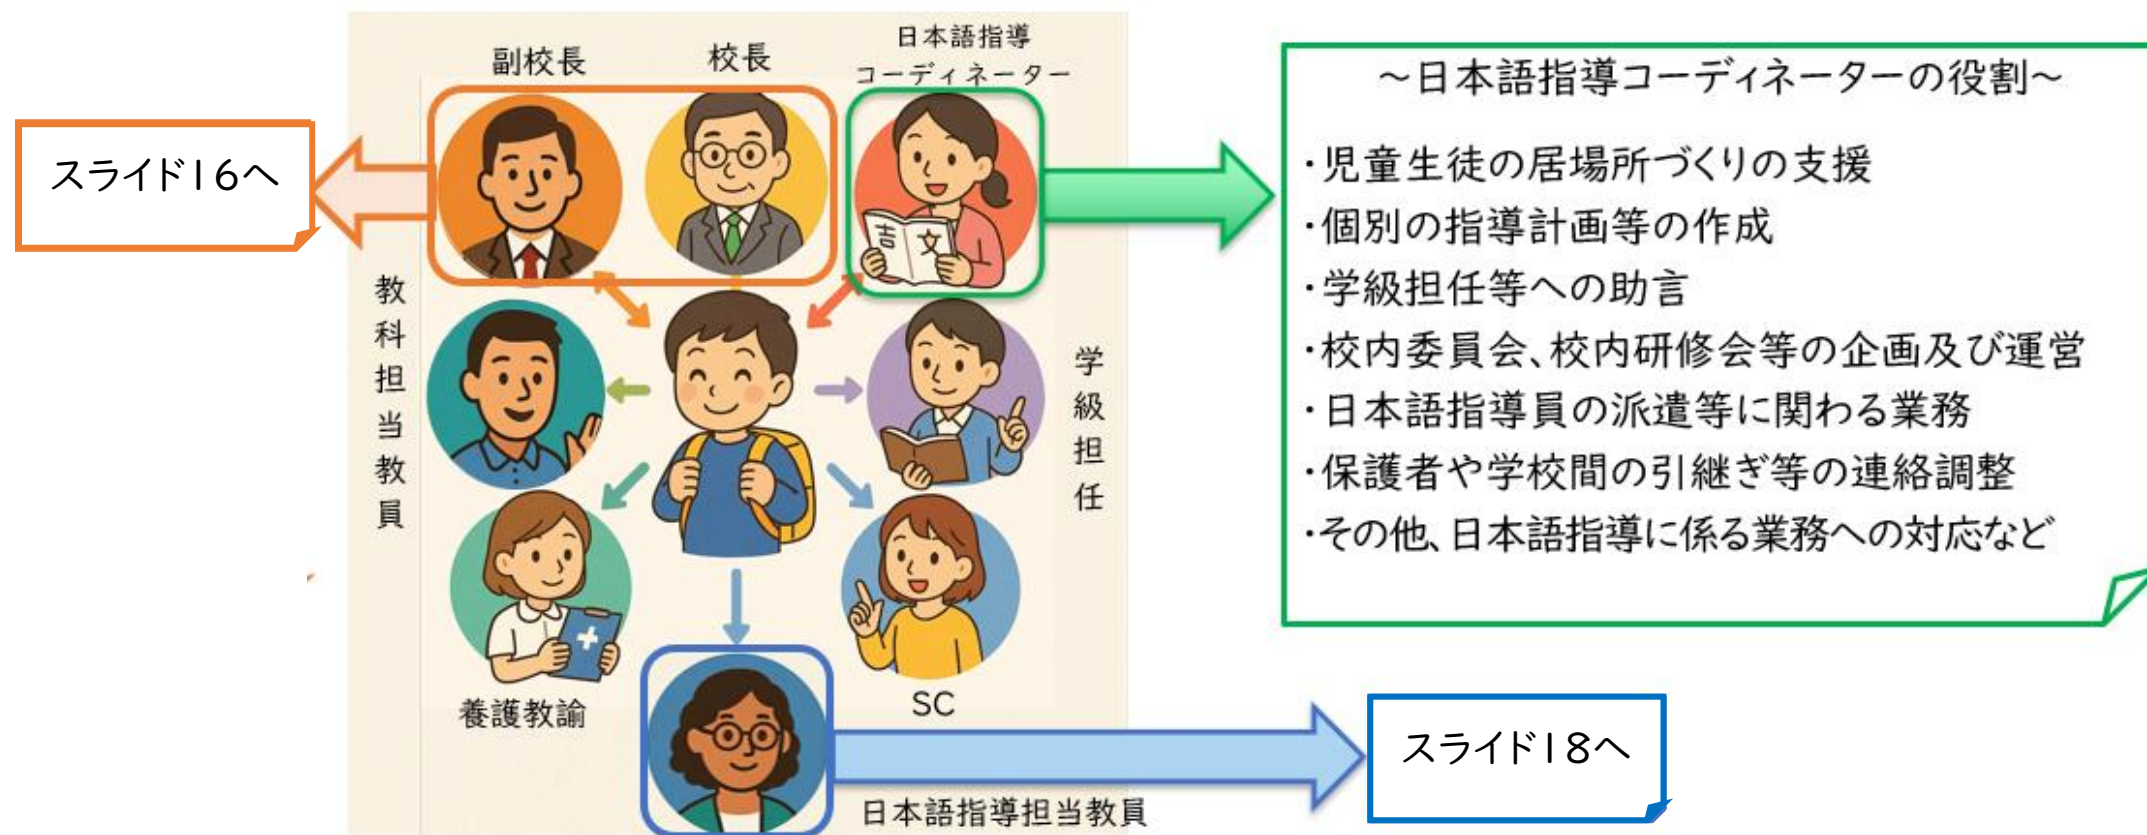 副校長
校長
日本語指導
コーディネーター
スライド16へ
教科担当教員
学級担任
養護教諭
SC
日本語指導担当教員
スライド18へ
~日本語指導コーディネーターの役割~
・児童生徒の居場所づくりの支援
・個別の指導計画等の作成
・学級担任等への助言
・校内委員会、校内研修会等の企画及び運営
・日本語指導員の派遣等に関わる業務
・保護者や学校間の引継ぎ等の連絡調整
・その他、日本語指導に係る業務への対応など